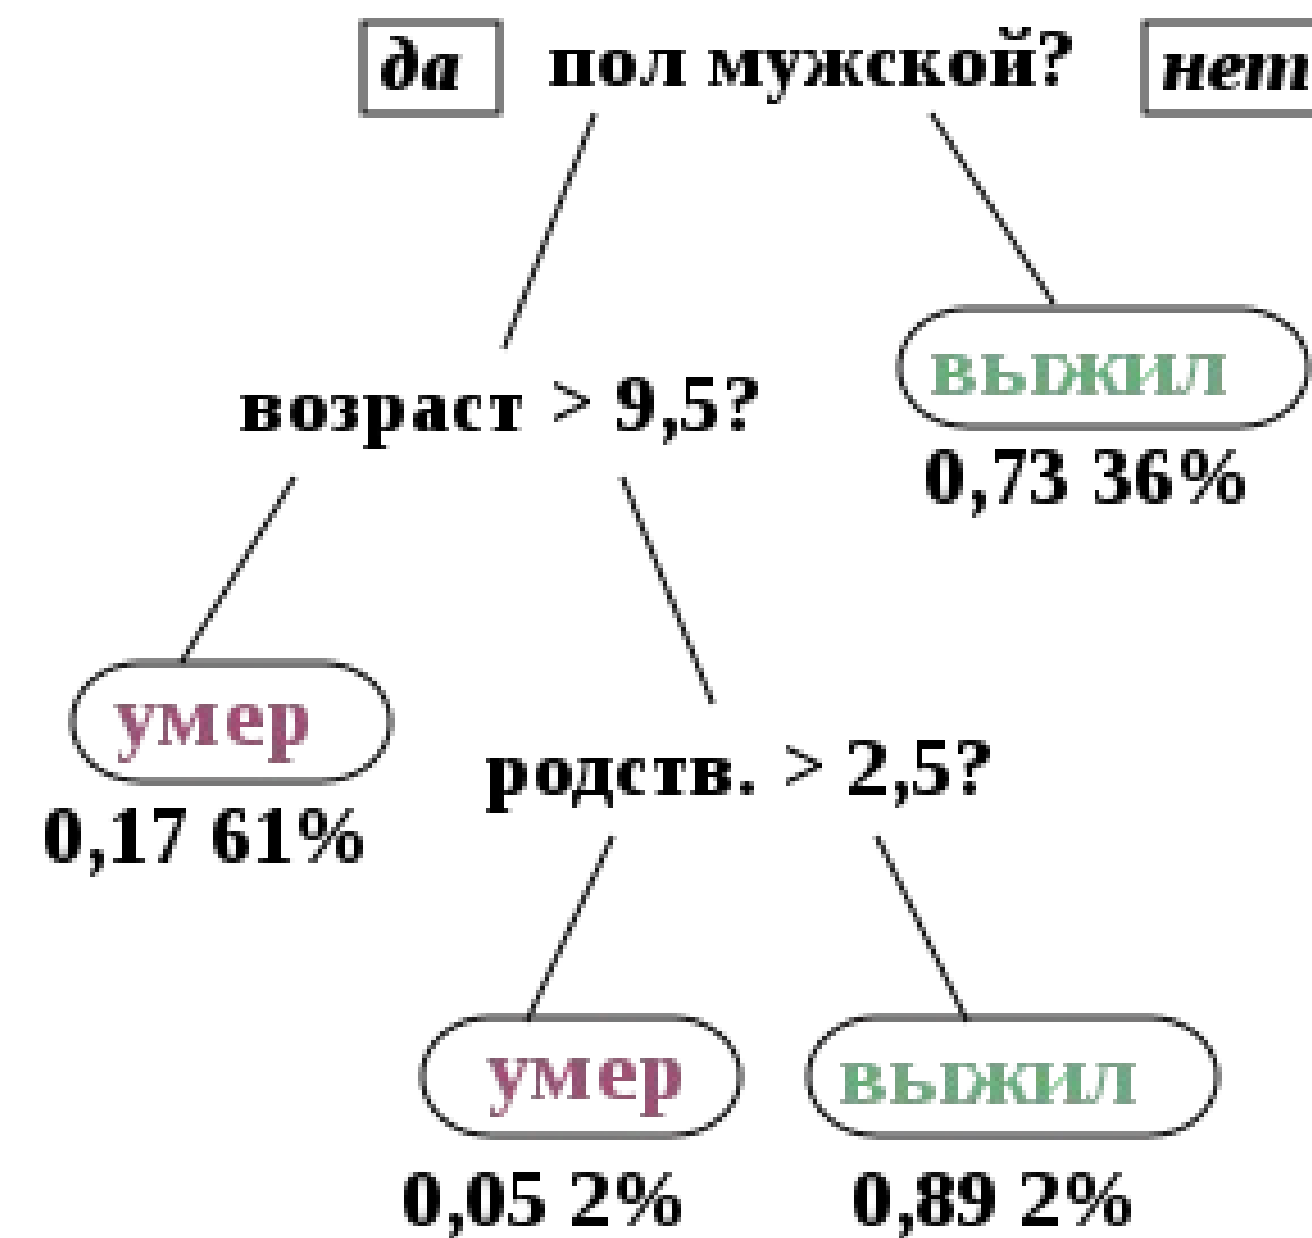 да пол мужской? нет
возраст > 9,5?
выжил
0,73 36%
умер
0,17 61%
родств. > 2,5?
умер выжил
0,05 2% 0,89 2%